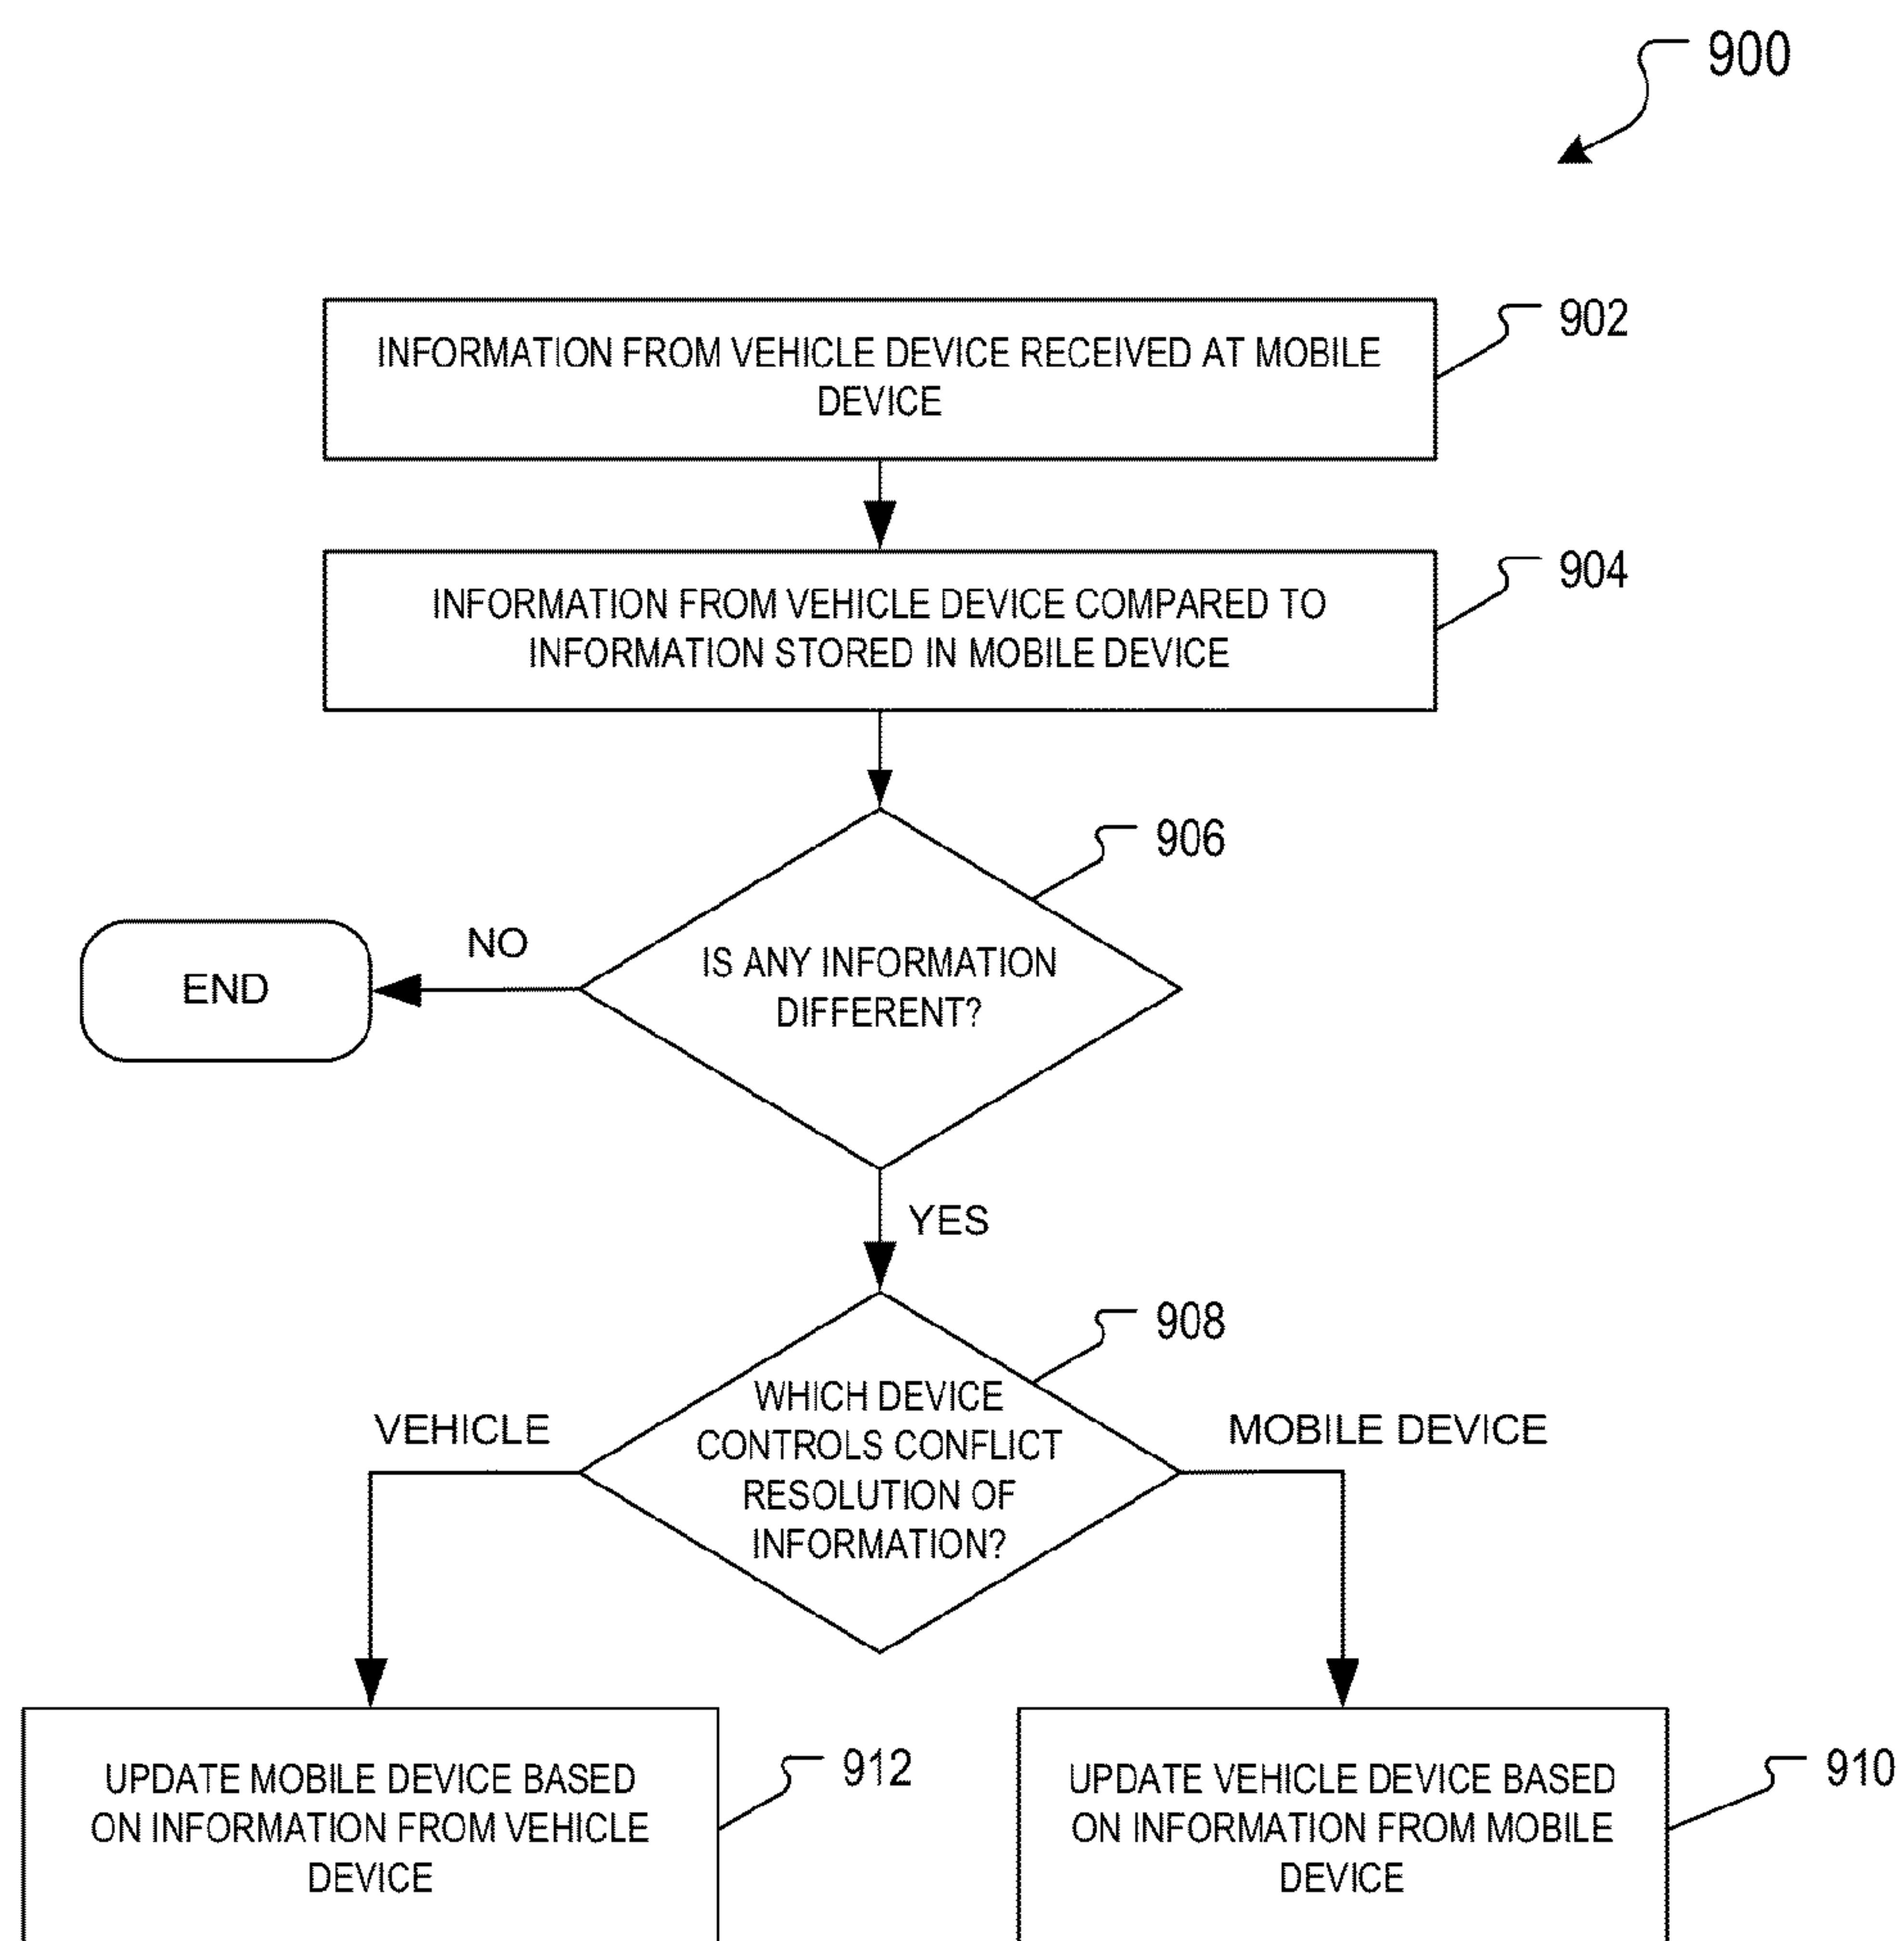 900
INFORMATION FROM VEHICLE DEVICE RECEIVED AT MOBILE
DEVICE
902
INFORMATION FROM VEHICLE DEVICE COMPARED TO
INFORMATION STORED IN MOBILE DEVICE
904
906
IS ANY INFORMATION
DIFFERENT?
NO
END
YES
908
WHICH DEVICE
CONTROLS CONFLICT
RESOLUTION OF
INFORMATION?
VEHICLE
MOBILE DEVICE
UPDATE MOBILE DEVICE BASED
ON INFORMATION FROM VEHICLE
DEVICE
912
UPDATE VEHICLE DEVICE BASED
ON INFORMATION FROM MOBILE
DEVICE
910